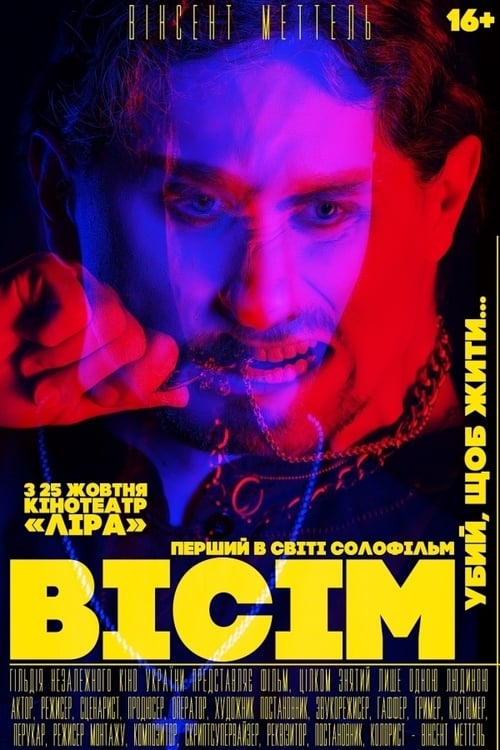 ВІНСЕНТ МЕТТЕЛЬ
16+
УБИЙ, ЩОБ ЖИТИ...
З 25 ЖОВТНЯ
КІНОТЕАТР
«ЛІРА»
ПЕРШИЙ В СВІТІ СОЛОФІЛЬМ
ВІСІМ
ГІЛЬДІЯ НЕЗАЛЕЖНОГО КІНО УКРАЇНИ ПРЕДСТАВЛЯЄ ФІЛЬМ, ЦІЛКОМ ЗНЯТИЙ ЛИШЕ ОДНОЮ ЛЮДИНОЮ
АКТОР, РЕЖИСЕР, СЦЕНАРИСТ, ПРОДЮСЕР, ОПЕРАТОР, ХУДОЖНИК ПОСТАНОВНИК, ЗВУКОРЕЖИСЕР, ГАФФЕР, ГРИМЕР, КОСТЮМЕР,
ПЕРУКАР, РЕЖИСЕР МОНТАЖУ, КОМПОЗИТОР, СКРИПТСУПЕРВАЙЗЕР, РЕКВІЗИТОР, ПОСТАНОВНИК, КОЛОРИСТ - ВІНСЕНТ МЕТТЕЛЬ